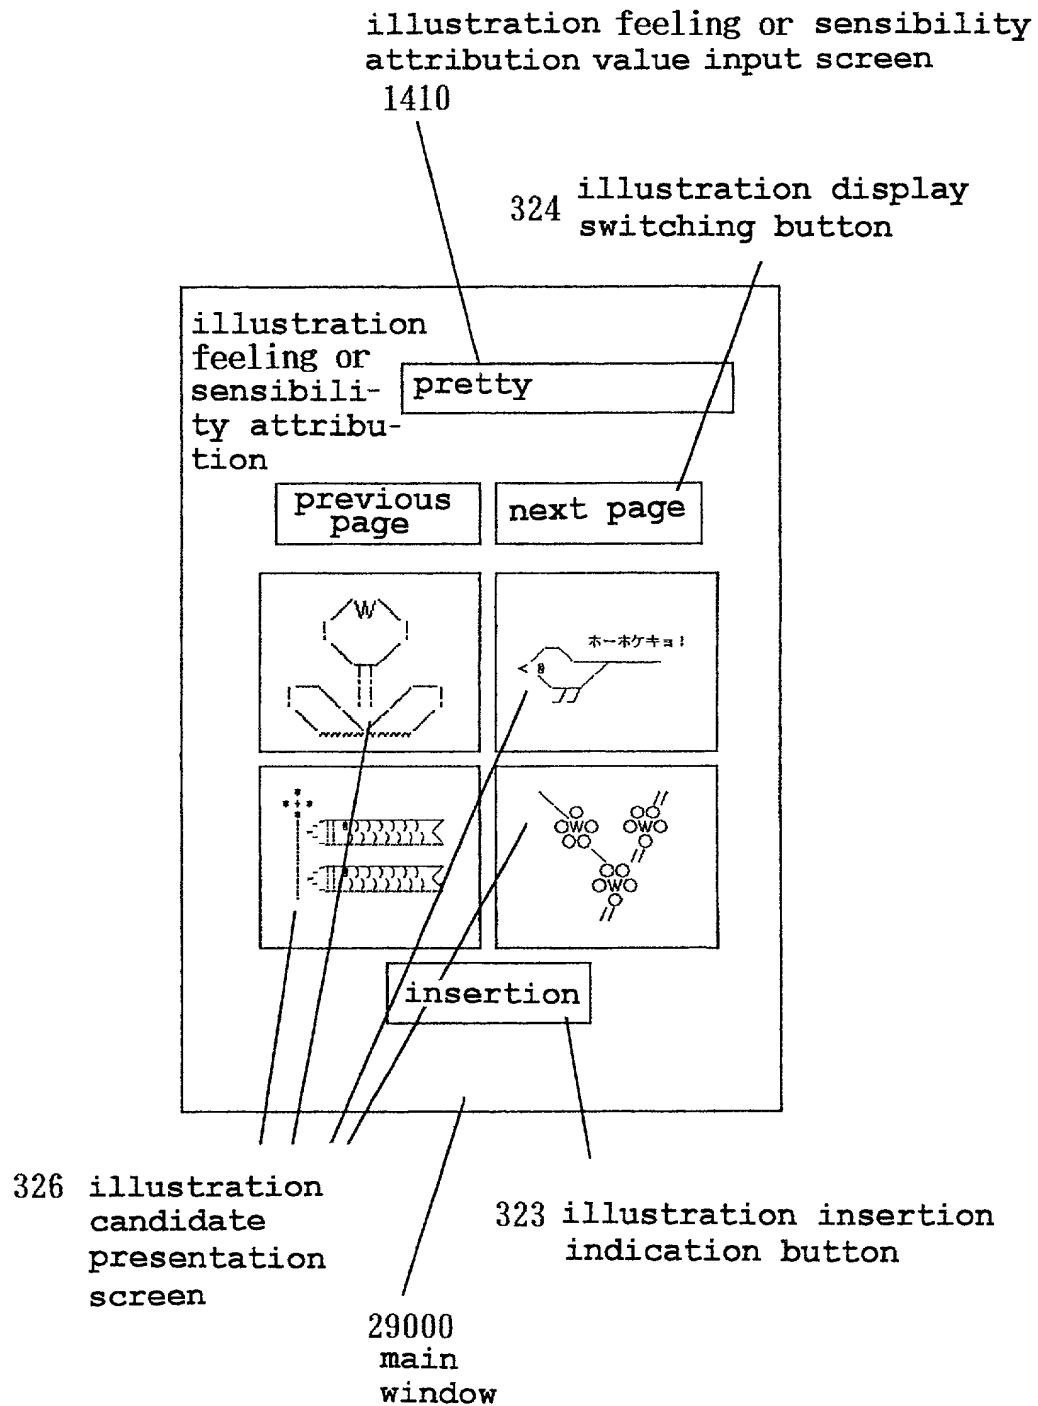 illustration feeling or sensibility
attribution value input screen
1410
324 illustration display
switching button
illustration
feeling or
sensibili-
ty attribu-
tion
pretty
previous
page
next page
W
ホーホケキョ!
W
W
W
insertion
326 illustration
candidate
presentation
screen
323 illustration insertion
indication button
29000
main
window